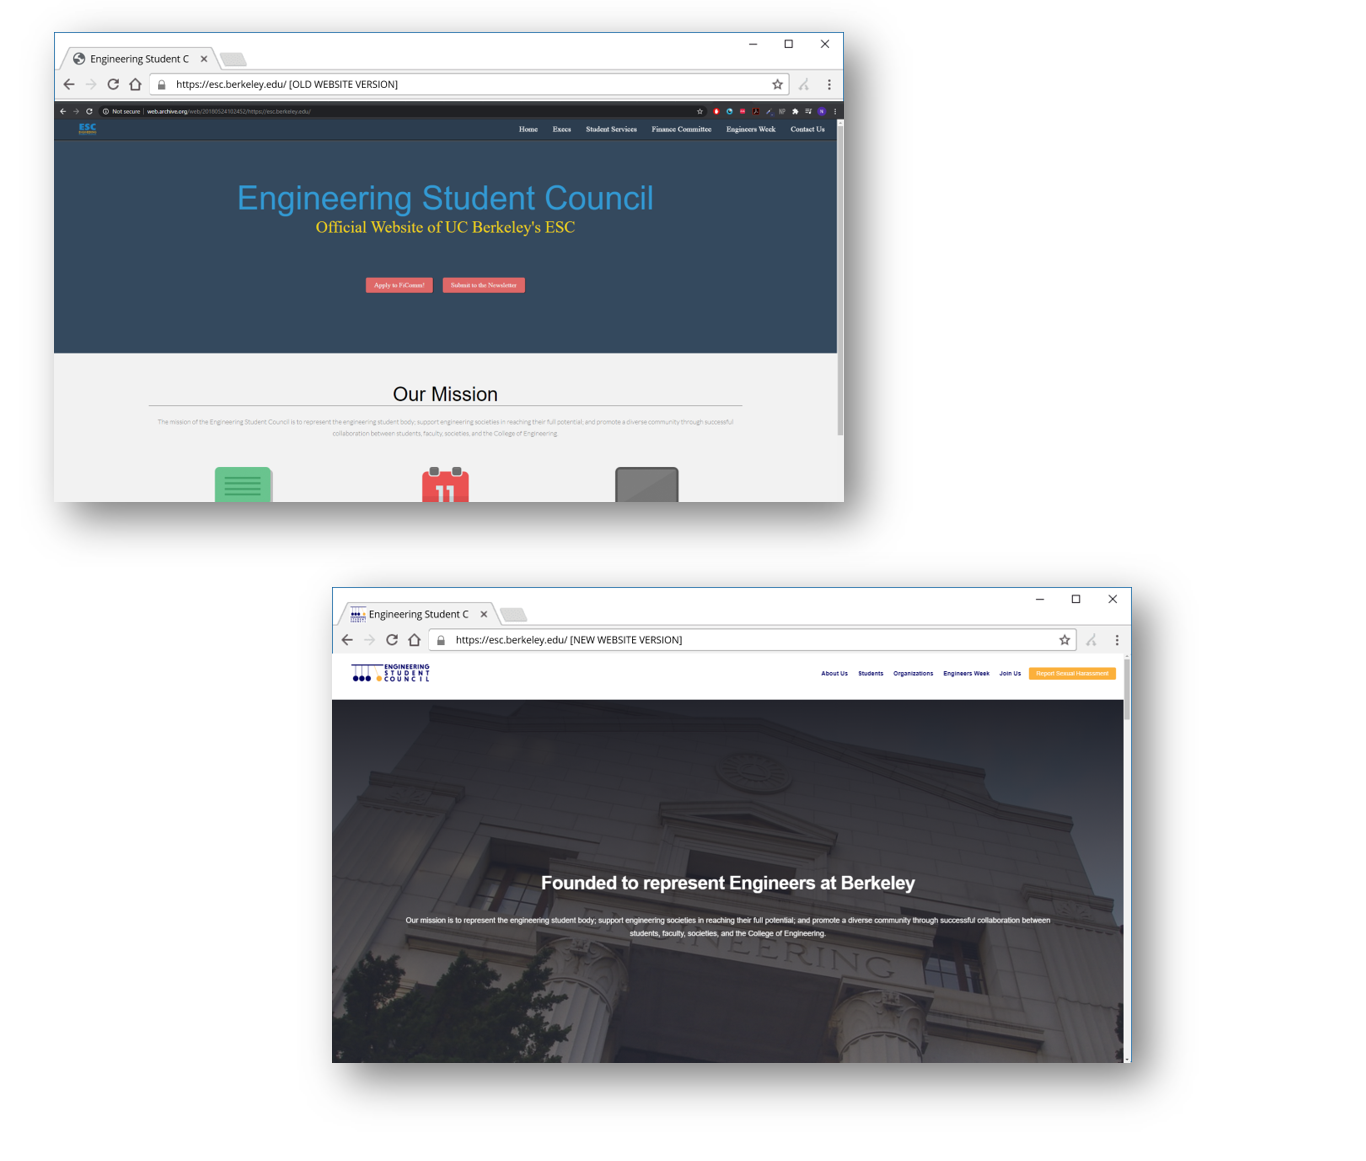 Engineering Student C
https://esc.berkeley.edu/ [OLD WEBSITE VERSION]
Not secure | web.archive.org/web/20180524102452/https://esc.berkeley.edu/
ESC
Home Execs Student Services Finance Committee Engineers Week Contact Us
Engineering Student Council
Official Website of UC Berkeley's ESC
Apply to FiComm! Submit to the Newsletter
Our Mission
The mission of the Engineering Student Council is to represent the engineering student body; support engineering societies in reaching their full potential; and promote a diverse community through successful
collaboration between students, faculty, societies, and the College of Engineering.
11
Engineering Student C
https://esc.berkeley.edu/ [NEW WEBSITE VERSION]
ENGINEERING
STUDENT
COUNCIL
About Us Students Organizations Engineers Week Join Us Report Sexual Harassment
Founded to represent Engineers at Berkeley
Our mission is to represent the engineering student body; support engineering societies in reaching their full potential; and promote a diverse community through successful collaboration between
students, faculty, societies, and the College of Engineering.
ENGINEERING